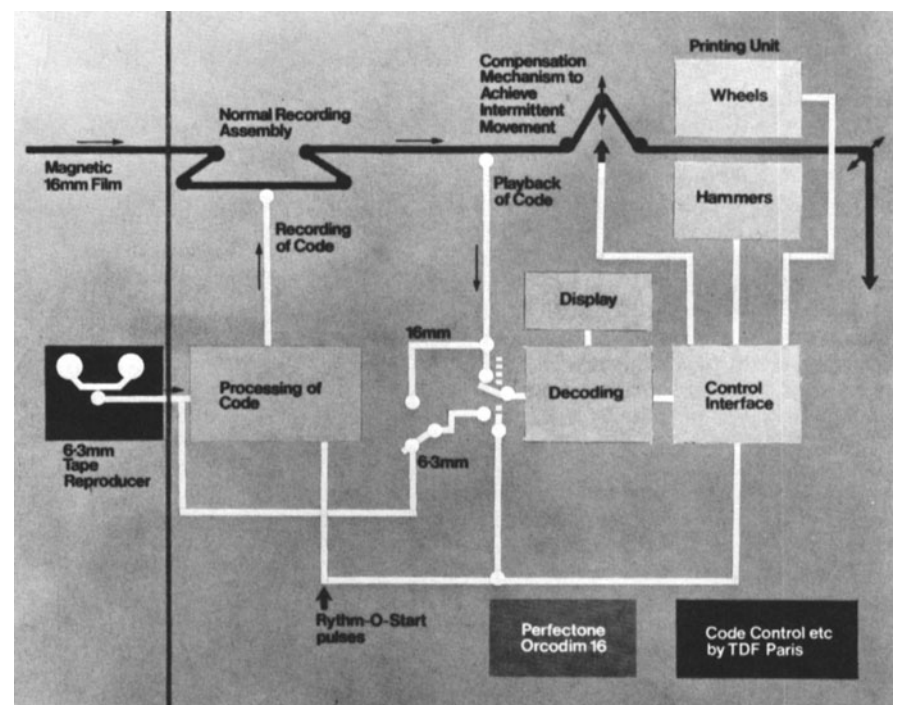 Printing Unit
Compensation
Mechanism to
Achieve
Intermittent
Movement
Wheels
Normal Recording
Assembly
Magnetic
16mm Film
Playback
of Code
Hammers
Recording
of Code
Display
16mm
Processing of
Code
Decoding
Control
Interface
6·3mm
Tape
Reproducer
6·3mm
Rythm-O-Start
pulses
Perfectone
Orcodim 16
Code Control etc
by TDF Paris